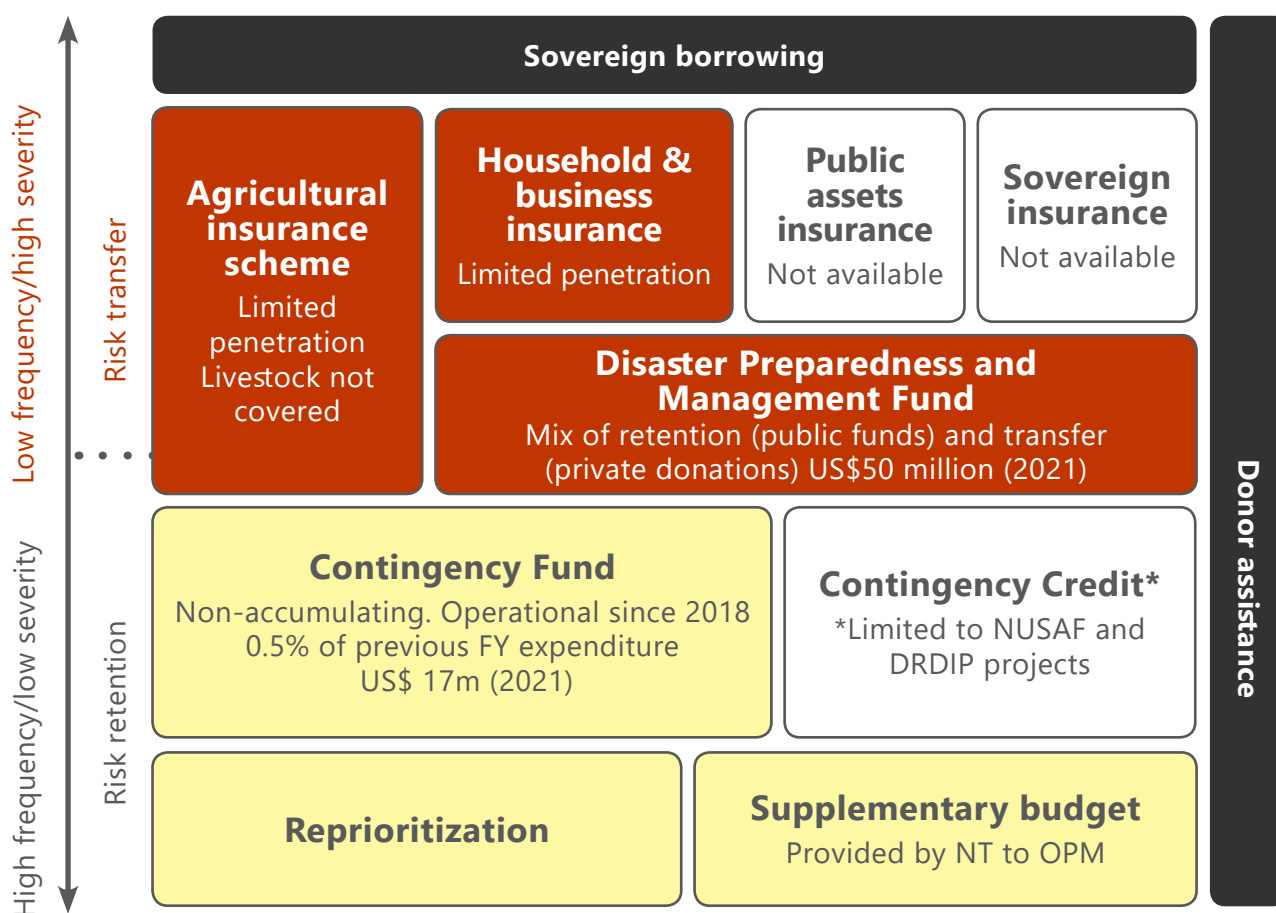 Sovereign borrowing
Low frequency/high severity
Risk transfer
Agricultural
insurance
scheme
Limited
penetration
Livestock not
covered
Household &
business
insurance
Limited penetration
Public
assets
insurance
Not available
Sovereign
insurance
Not available
Disaster Preparedness and
Management Fund
Mix of retention (public funds) and transfer
(private donations) US$50 million (2021)
High frequency/low severity
Risk retention
Contingency Fund
Non-accumulating. Operational since 2018
0.5% of previous FY expenditure
US$ 17m (2021)
Contingency Credit*
*Limited to NUSAF and
DRDIP projects
Reprioritization
Supplementary budget
Provided by NT to OPM
Donor assistance